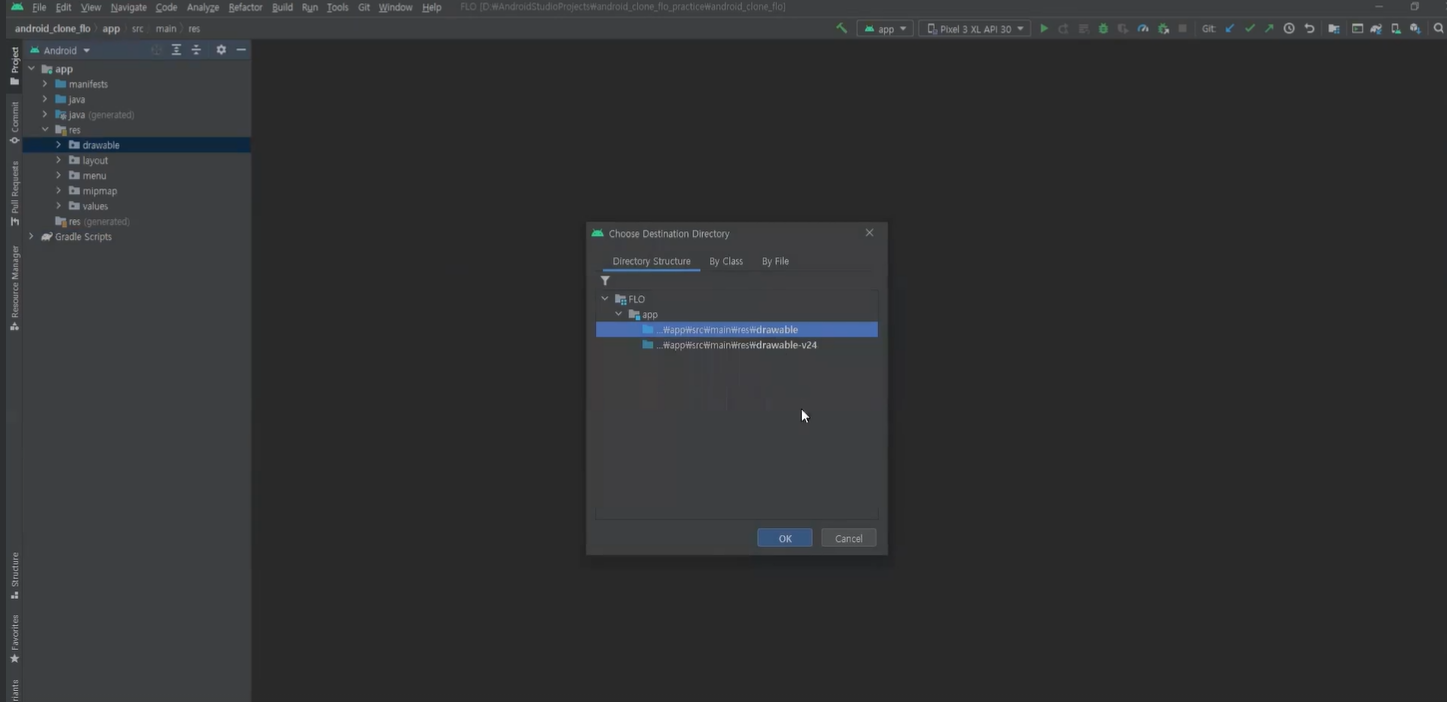 File Edit View Navigate Code Analyze Refactor Build Run Tools Git Window Help FLO [D:₩AndroidStudioProjects₩android_clone_flo_practice₩android_clone_flo]
android_clone_flo app src main res
app Pixel 3 XL API 30 Git:
Project
Commit
Pull Requests
Resource Manager
Structure
Favorites
Android
app
manifests
java
java (generated)
res
drawable
layout
menu
mipmap
values
res (generated)
Gradle Scripts
Choose Destination Directory
Directory Structure By Class By File
FLO
app
...₩app₩src₩main₩res₩drawable
...₩app₩src₩main₩res₩drawable-v24
OK Cancel